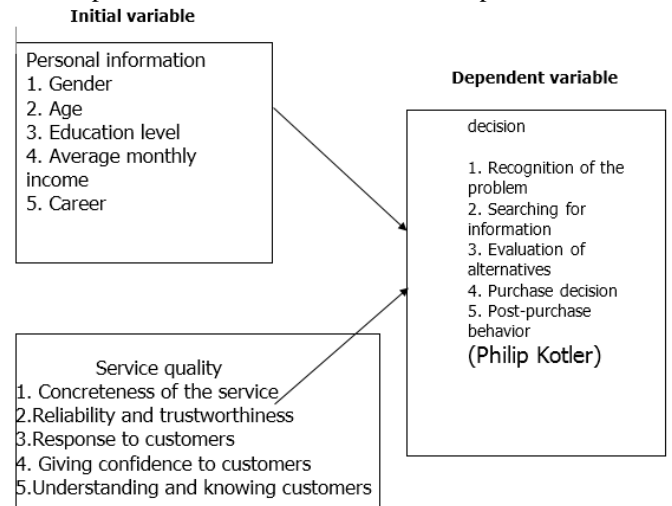 Initial variable
Personal information
1. Gender
2. Age
3. Education level
4. Average monthly
income
5. Career
Dependent variable
decision
1. Recognition of the
problem
2. Searching for
information
3. Evaluation of
alternatives
4. Purchase decision
5. Post-purchase
behavior
(Philip Kotler)
Service quality
1. Concreteness of the service
2.Reliability and trustworthiness
3.Response to customers
4. Giving confidence to customers
5.Understanding and knowing customers